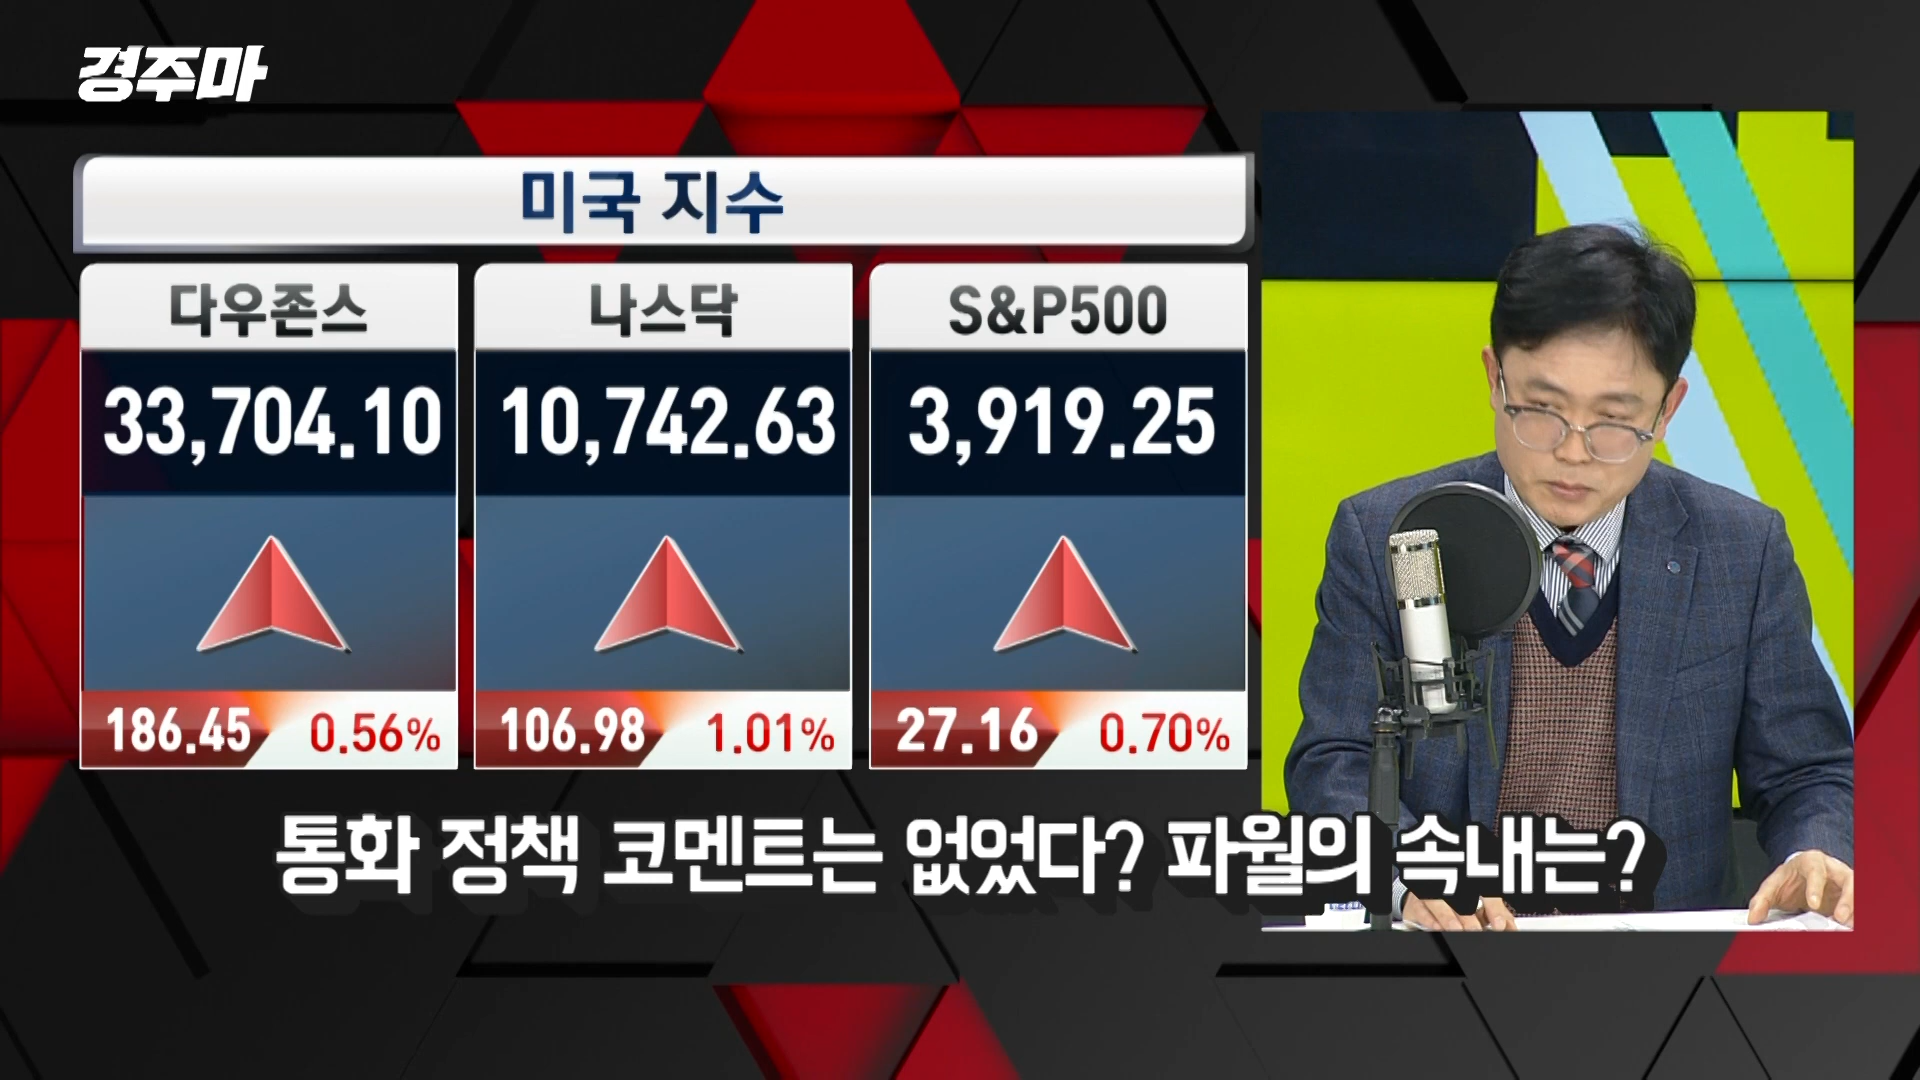 경주마
미국 지수
다우존스 나스닥 S&P500
33,704.10 10,742.63 3,919.25
186.45 0.56% 106.98 1.01% 27.16 0.70%
통화 정책 코멘트는 없었다? 파월의 속내는?